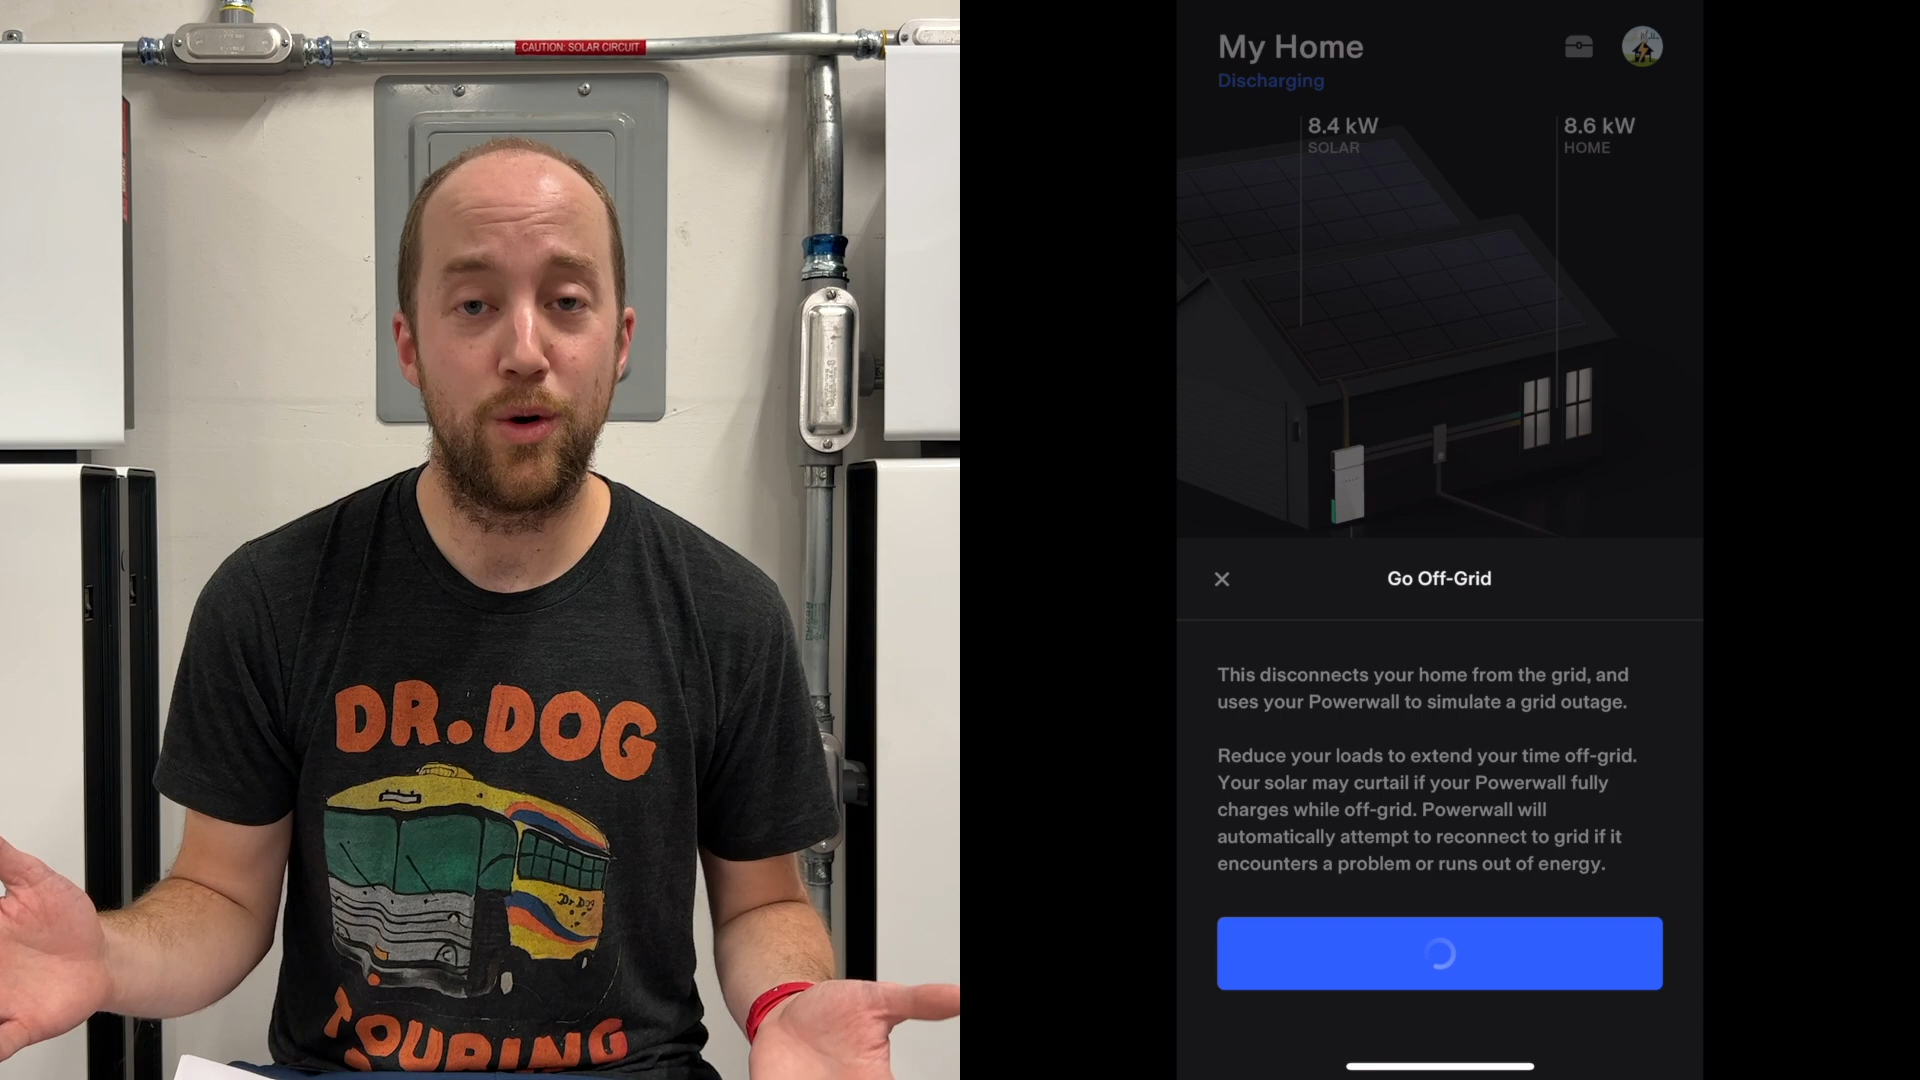 CAUTION: SOLAR CIRCUIT
DR. DOG
Dr Dog
TOURING
My Home
Discharging
8.4 kW
SOLAR
8.6 kW
HOME
Go Off-Grid
This disconnects your home from the grid, and
uses your Powerwall to simulate a grid outage.
Reduce your loads to extend your time off-grid.
Your solar may curtail if your Powerwall fully
charges while off-grid. Powerwall will
automatically attempt to reconnect to grid if it
encounters a problem or runs out of energy.